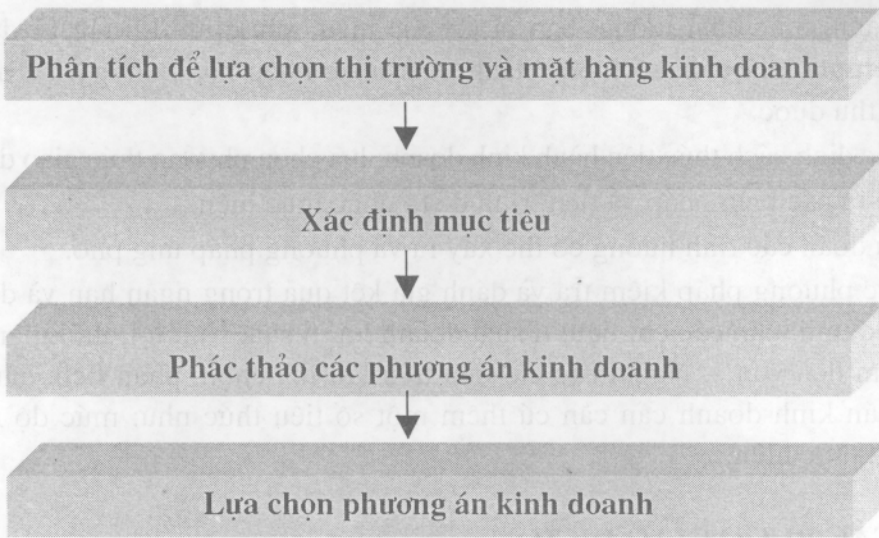 Phân tích để lựa chọn thị trường và mặt hàng kinh doanh
Xác định mục tiêu
Phác thảo các phương án kinh doanh
Lựa chọn phương án kinh doanh